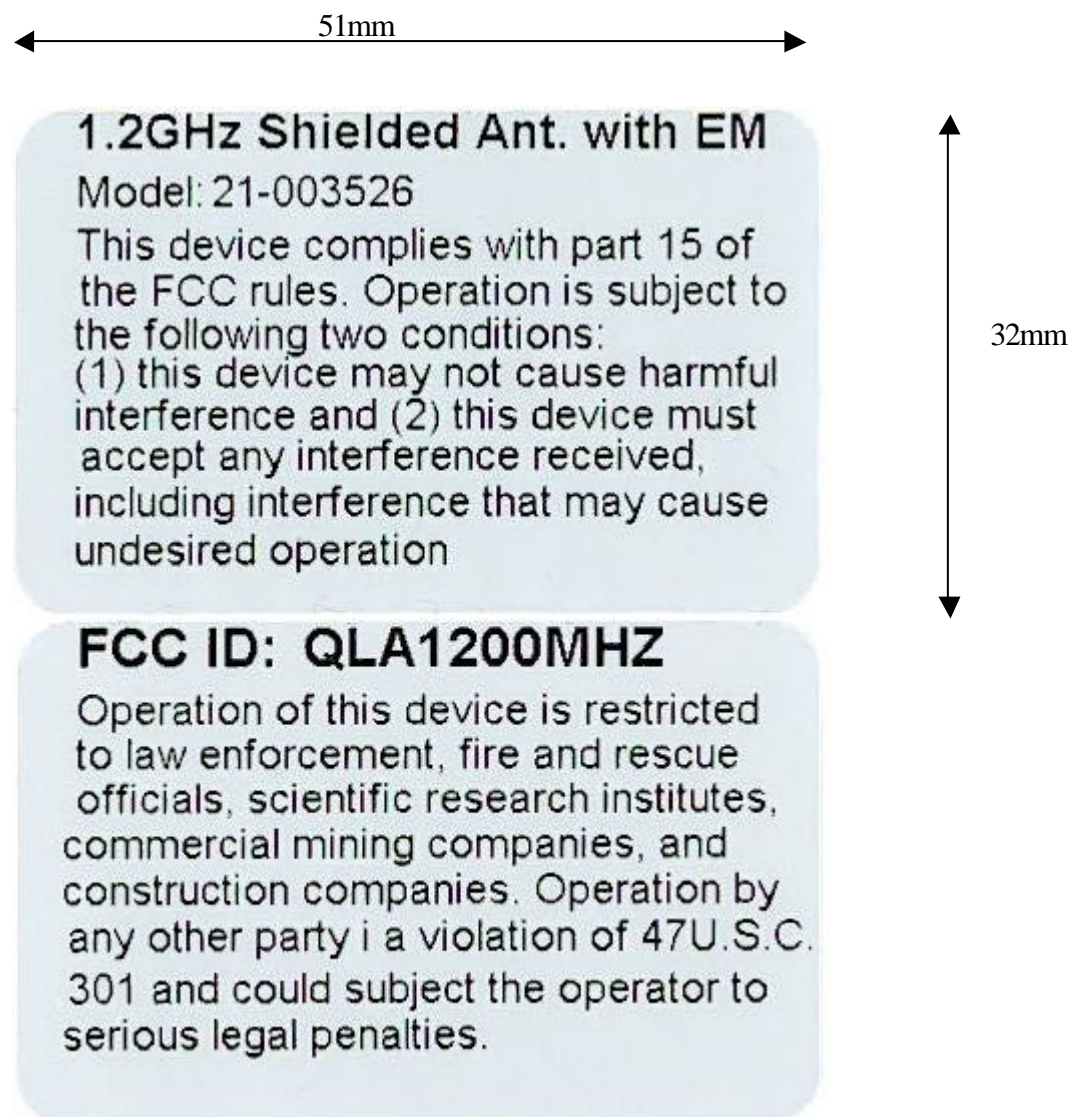 51mm
1.2GHz Shielded Ant. with EM
Model: 21-003526
This device complies with part 15 of
the FCC rules. Operation is subject to
the following two conditions:
(1) this device may not cause harmful
interference and (2) this device must
accept any interference received,
including interference that may cause
undesired operation
32mm
FCC ID: QLA1200MHZ
Operation of this device is restricted
to law enforcement, fire and rescue
officials, scientific research institutes,
commercial mining companies, and
construction companies. Operation by
any other party i a violation of 47U.S.C.
301 and could subject the operator to
serious legal penalties.